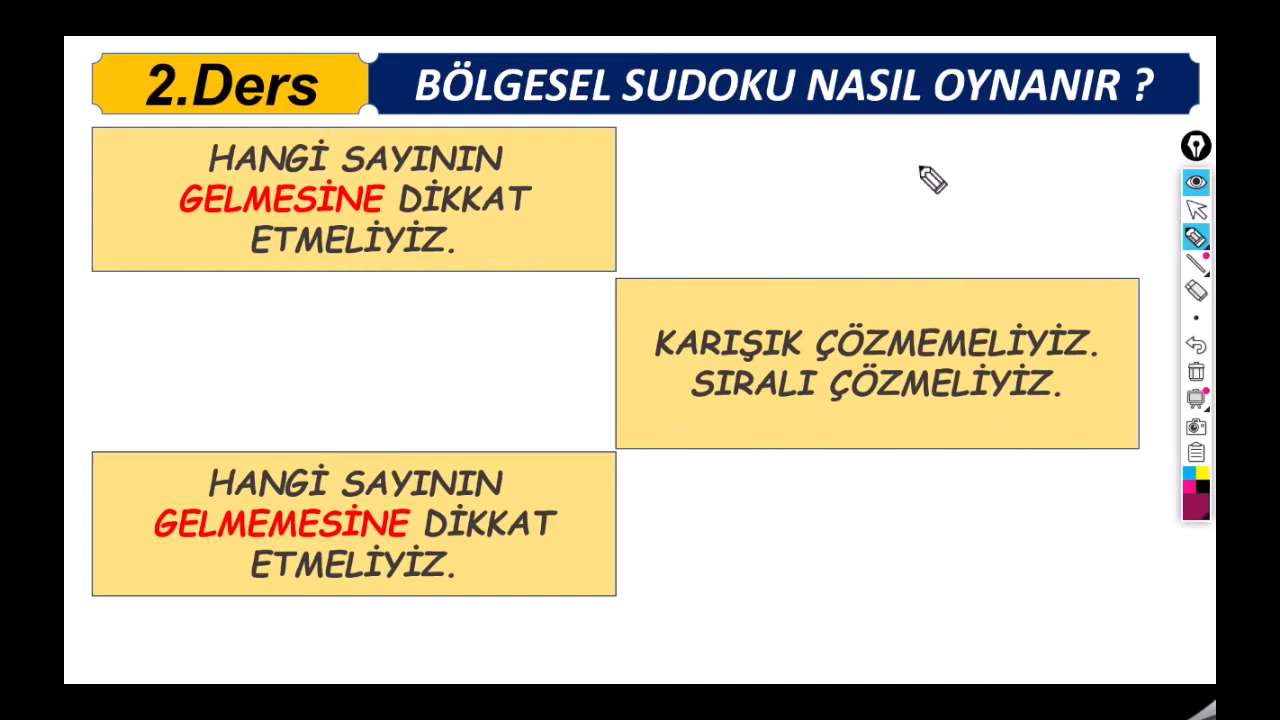 2.Ders
BÖLGESEL SUDOKU NASIL OYNANIR ?
HANGİ SAYININ
GELMESİNE DİKKAT
ETMELİYİZ.
KARIŞIK ÇÖZMEMELİYİZ.
SIRALI ÇÖZMELİYİZ.
HANGİ SAYININ
GELMEMESİNE DİKKAT
ETMELİYİZ.